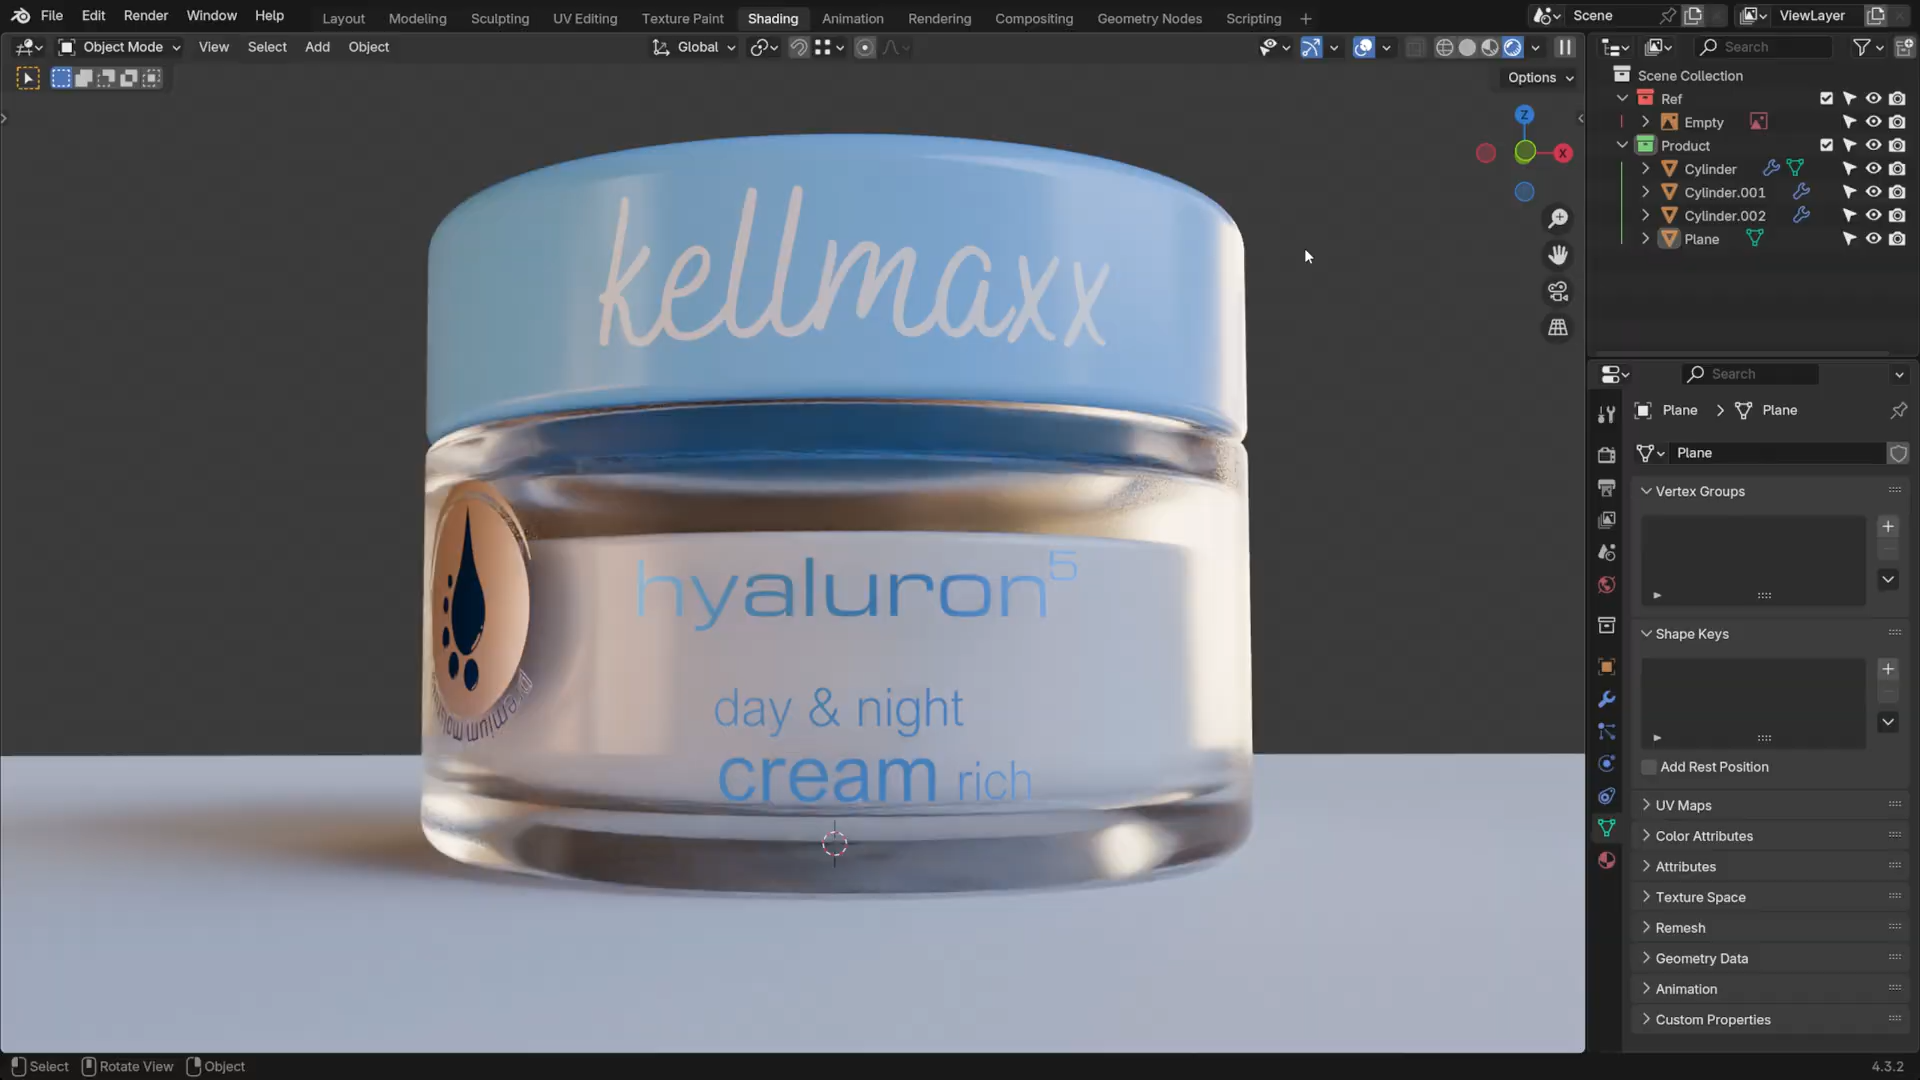 File Edit Render Window Help Layout Modeling Sculpting UV Editing Texture Paint Shading Animation Rendering Compositing Geometry Nodes Scripting + Scene ViewLayer
Object Mode View Select Add Object Global Search
Options
Scene Collection
Ref
Empty
Product
Cylinder
Cylinder.001
Cylinder.002
Plane
Z
X
kellmaxx
hyaluron5
day & night
cream rich
Search
Plane > Plane
Plane
Vertex Groups
Shape Keys
Add Rest Position
UV Maps
Color Attributes
Attributes
Texture Space
Remesh
Geometry Data
Animation
Custom Properties
Select Rotate View Object 4.3.2